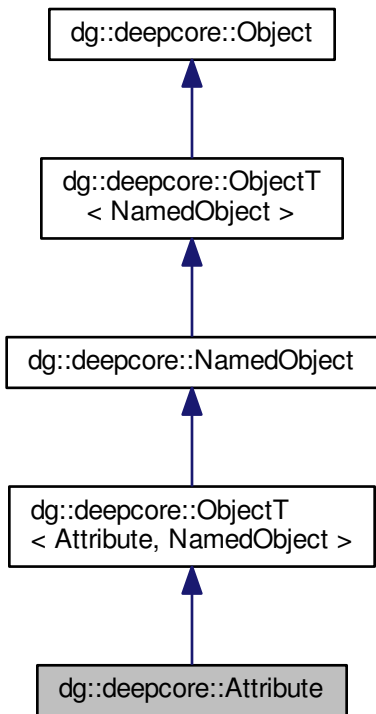 dg::deepcore::Object
dg::deepcore::ObjectT
< NamedObject >
dg::deepcore::NamedObject
dg::deepcore::ObjectT
< Attribute, NamedObject >
dg::deepcore::Attribute